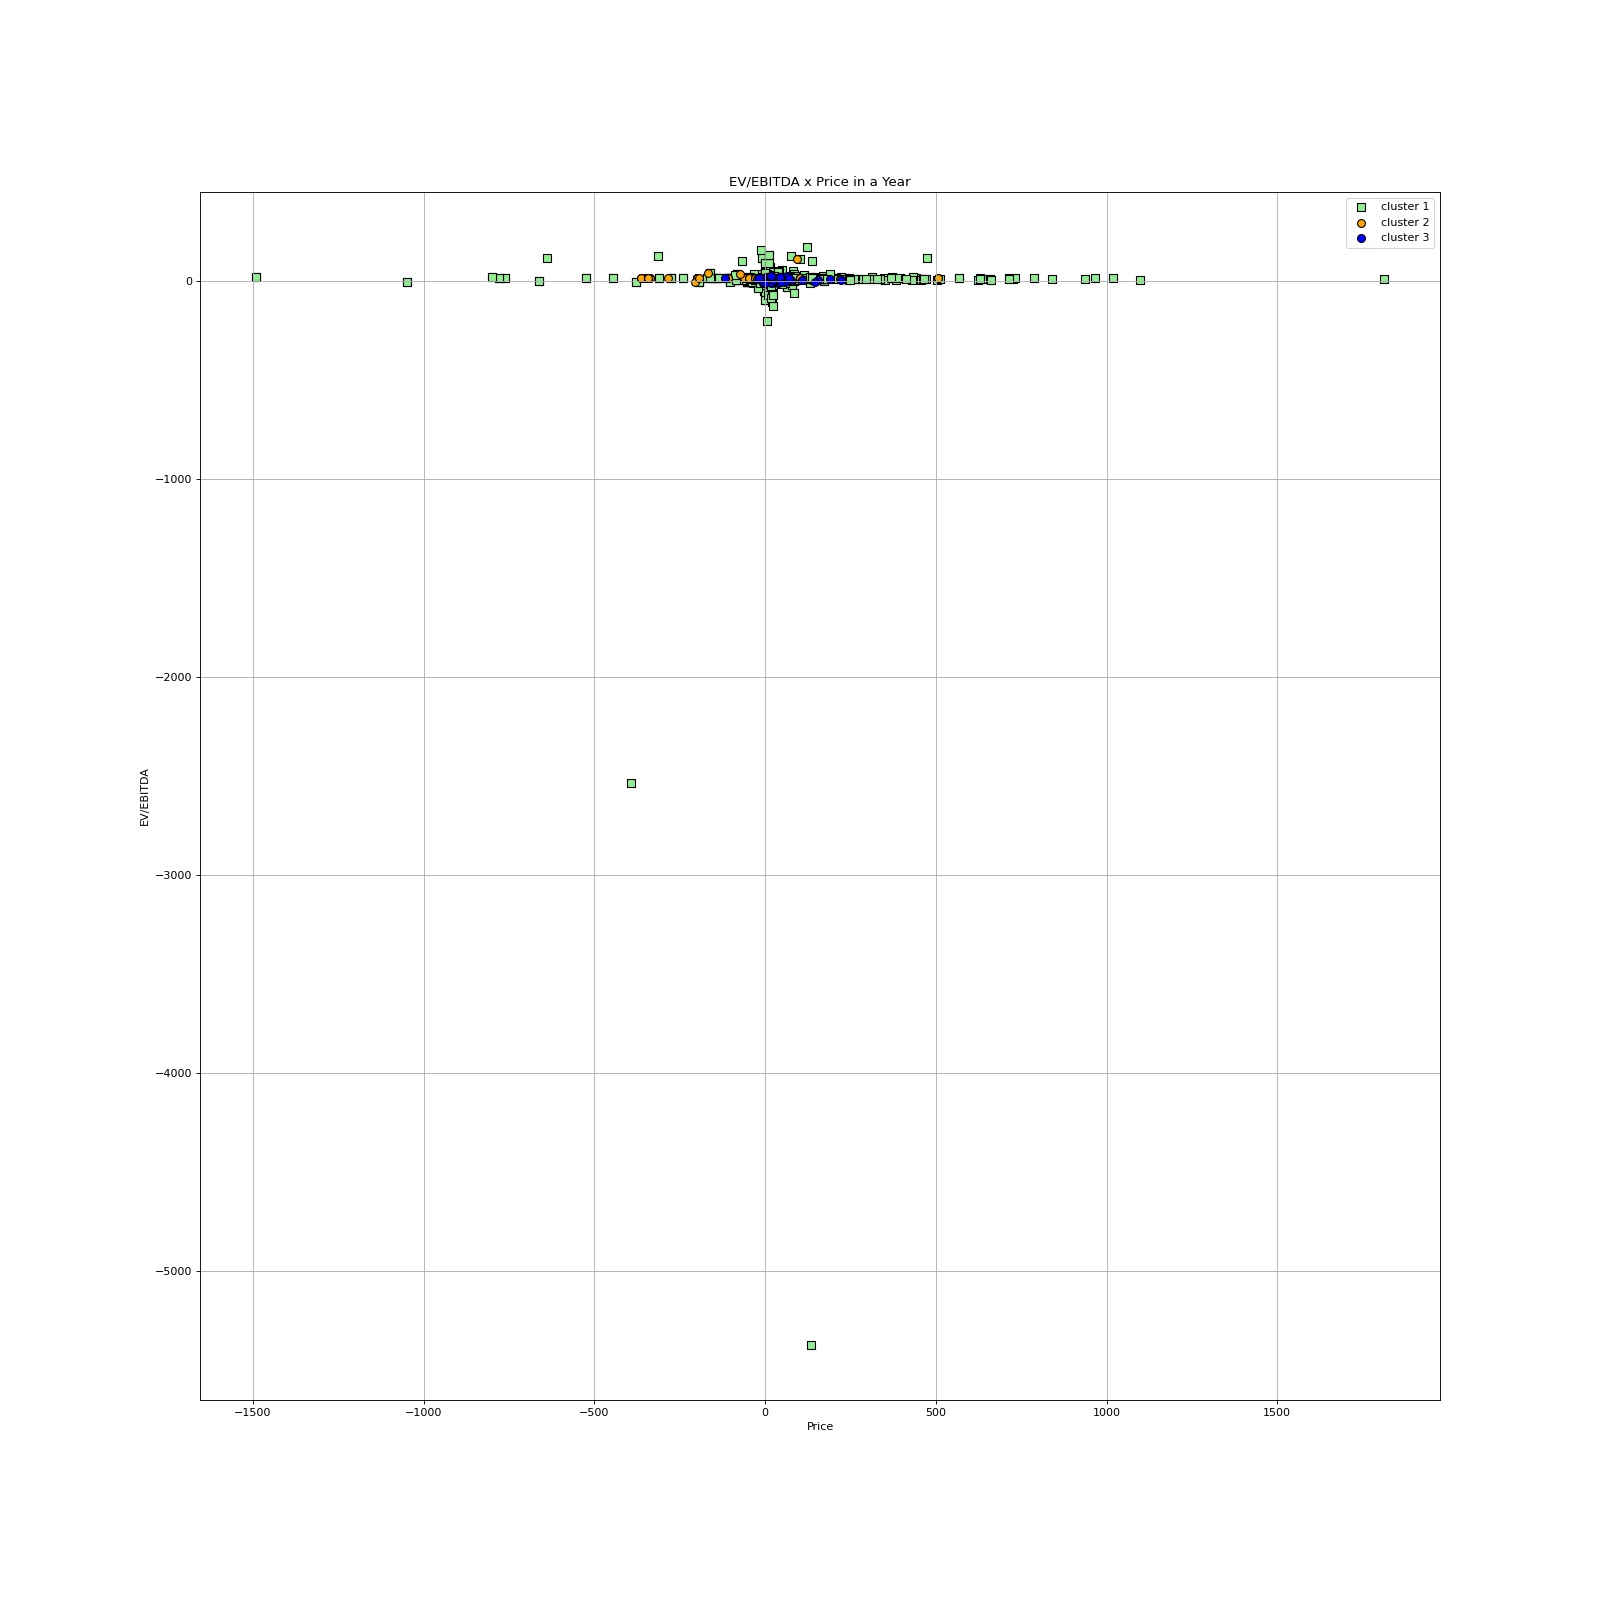 EV/EBITDA x Price in a Year
cluster 1
cluster 2
cluster 3
0
−1000
−2000
−3000
−4000
−5000
EV/EBITDA
−1500
−1000
−500
0
500
1000
1500
Price